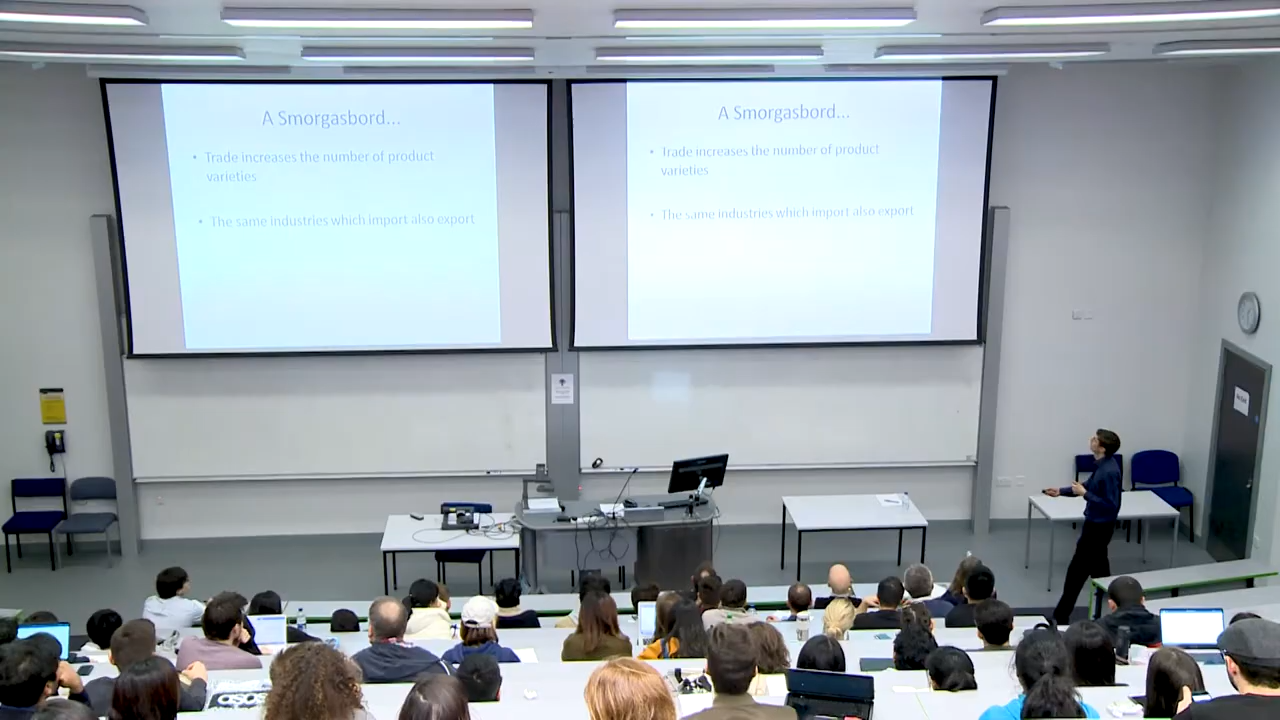 A Smorgasbord...
• Trade increases the number of product
varieties
• The same industries which import also export
A Smorgasbord...
• Trade increases the number of product
varieties
• The same industries which import also export